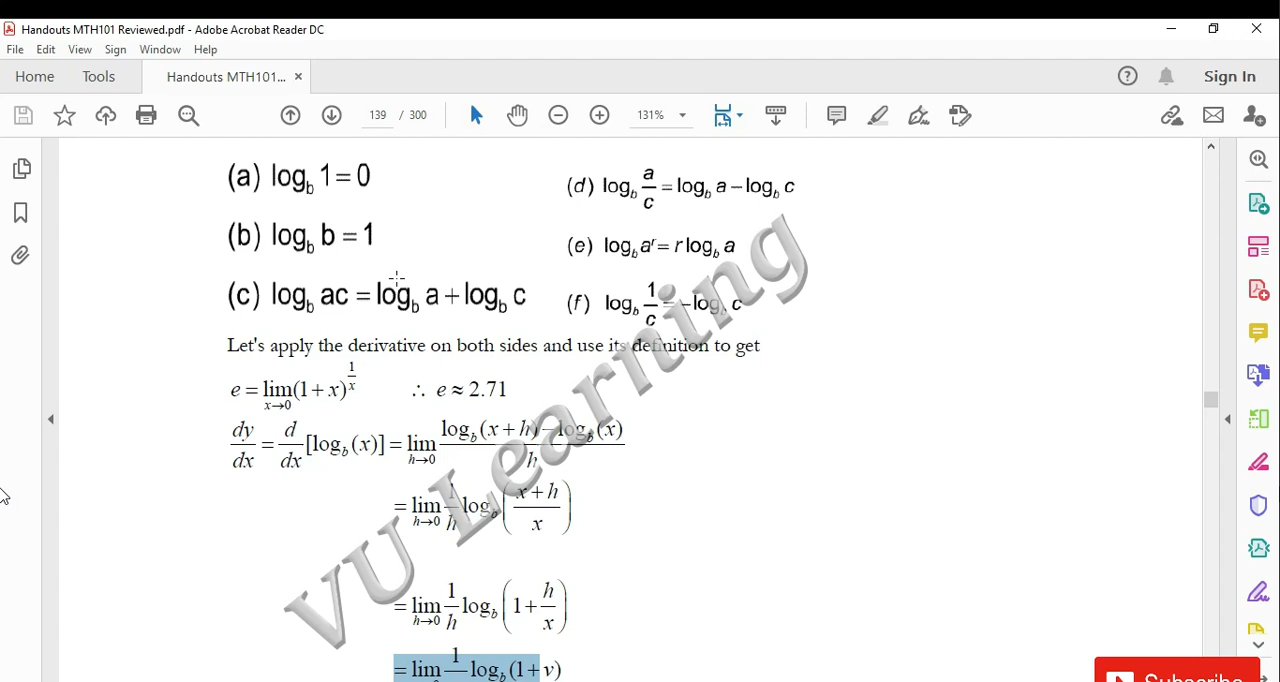 Handouts MTH101 Reviewed.pdf - Adobe Acrobat Reader DC
File Edit View Sign Window Help
Home Tools Handouts MTH101... × Sign In
139 / 300 131%
(a) log_b 1 = 0
(d) log_b a/c = log_b a − log_b c
(b) log_b b = 1
(e) log_b a^r = r log_b a
(c) log_b ac = log_b a + log_b c
(f) log_b 1/c = −log_b c
Let's apply the derivative on both sides and use its definition to get
e = lim_{x→0} (1 + x)^{1/x} ∴ e ≈ 2.71
dy/dx = d/dx [log_b (x)] = lim_{h→0} (log_b (x + h) − log_b (x))/h
= lim_{h→0} 1/h log_b ((x + h)/x)
= lim_{h→0} 1/h log_b (1 + h/x)
log_b (1 + v)
VU Learning
Subscribe